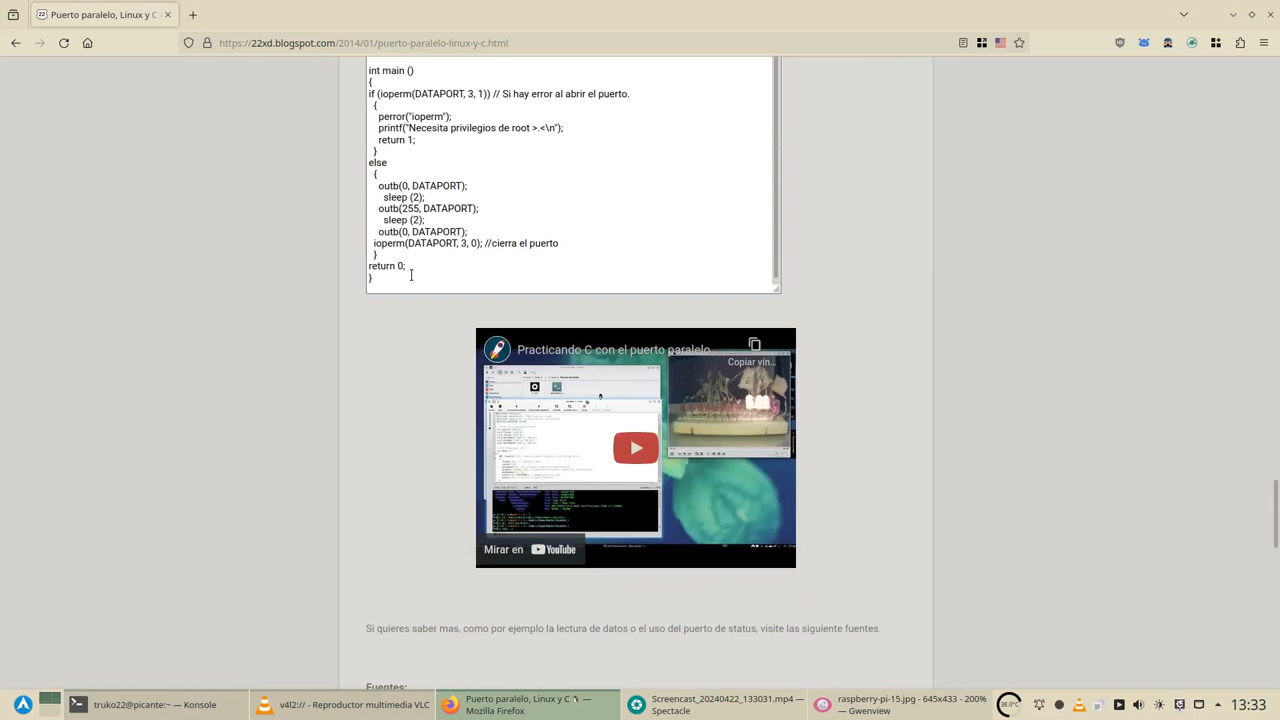 22 Puerto paralelo, Linux y C
https://22xd.blogspot.com/2014/01/puerto-paralelo-linux-y-c.html
int main ()
{
if (ioperm(DATAPORT, 3, 1)) // Si hay error al abrir el puerto.
{
perror("ioperm");
printf("Necesita privilegios de root >.<\n");
return 1;
}
else
{
outb(0, DATAPORT);
sleep (2);
outb(255, DATAPORT);
sleep (2);
outb(0, DATAPORT);
ioperm(DATAPORT, 3, 0); //cierra el puerto
}
return 0;
}
Practicando C con el puerto paralelo
Copiar vín...
Mirar en YouTube
Si quieres saber mas, como por ejemplo la lectura de datos o el uso del puerto de status, visite las siguiente fuentes.
Fuentes:
truko22@picante:~ — Konsole
v4l2:// - Reproductor multimedia VLC
Puerto paralelo, Linux y C —
Mozilla Firefox
Screencast_20240422_133031.mp4 —
Spectacle
raspberry-pi-15.jpg - 645x433 - 200%
— Gwenview
38.0°C
13:33